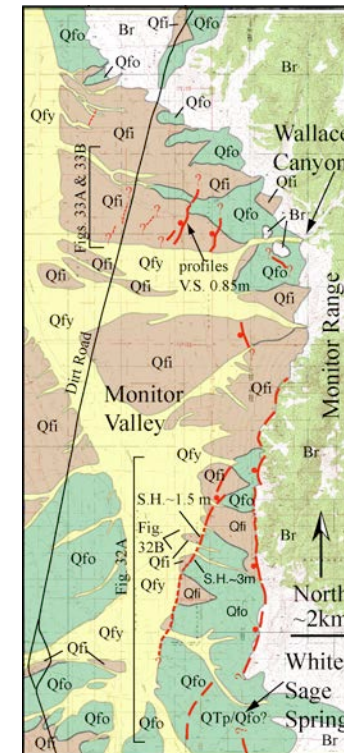 Qfo
Qfi
Br
Qfo
Qfo
Br
Qfo
Qfy
Qfi
Qfo
Wallace
Canyon
Figs. 33A & 33B
?
?
?
?
Qfi
Qfi
Br
Qfo
?
profiles
V.S. 0.85m
Qfi
Qfi
Qfy
Dirt Road
Monitor Range
?
Qfi
Qfi
Monitor
Valley
Br
Qfy
Fig. 32A
S.H.~1.5 m
Qfi
Qfo
Br
Qfo
Fig.
32B
Qfi
Qfi
S.H.~3m
Qfy
Qfi
Qfo
North
~2km
Qfy
Qfi
Qfo
Qfo
White
Sage
Spring
QTp/Qfo?
Qfo
Qfo
Br
?